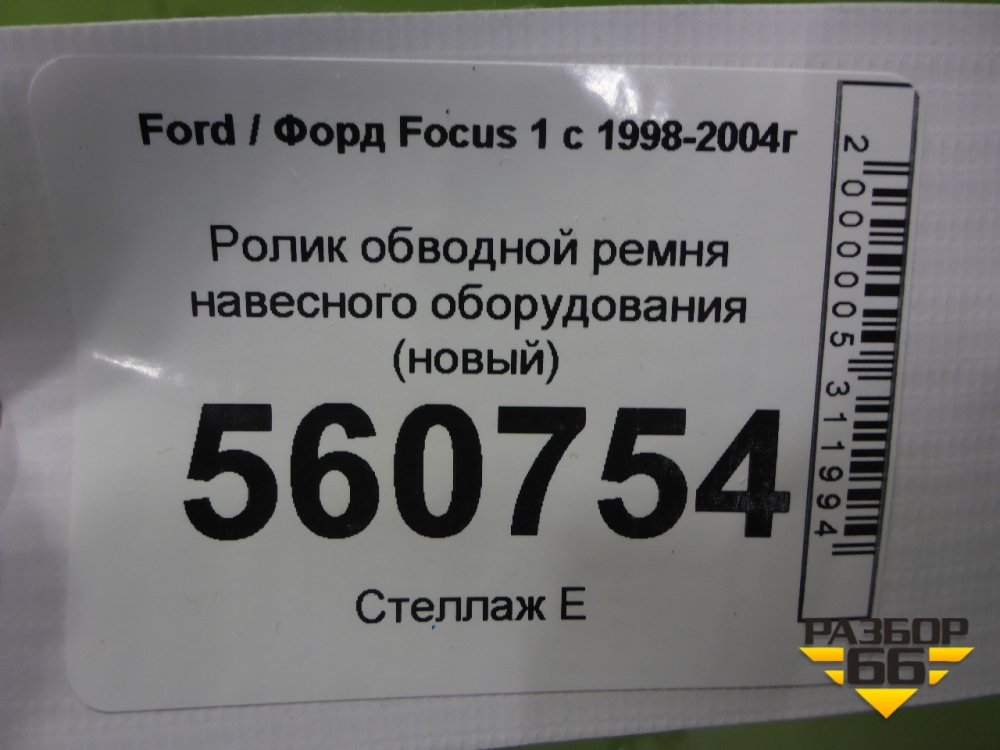 Ford / Форд Focus 1 с 1998-2004г
Ролик обводной ремня
навесного оборудования
(новый)
560754
Стеллаж Е
2000005311994
РАЗБОР
66